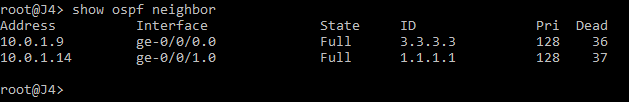 root@J4> show ospf neighbor
Address          Interface              State     ID               Pri  Dead
10.0.1.9         ge-0/0/0.0             Full      3.3.3.3          128    36
10.0.1.14        ge-0/0/1.0             Full      1.1.1.1          128    37
root@J4>